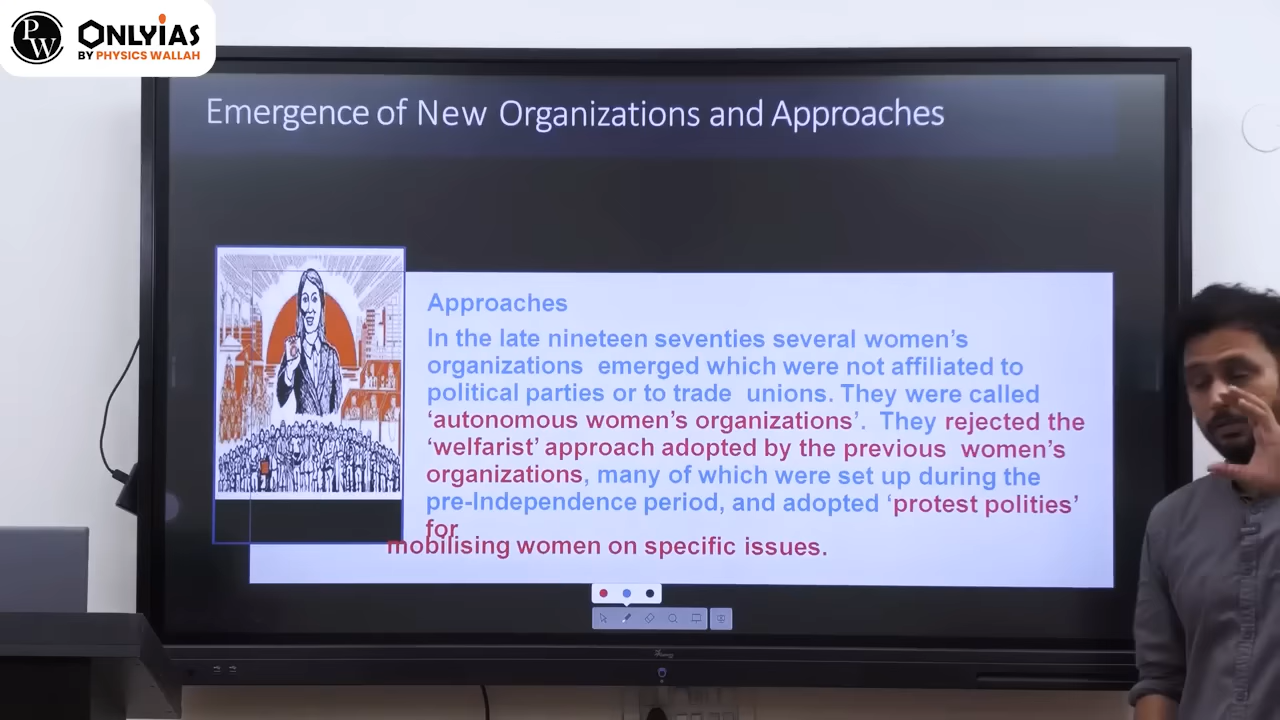 PW
ONLYIAS
BY PHYSICS WALLAH
Emergence of New Organizations and Approaches
Approaches
In the late nineteen seventies several women's
organizations emerged which were not affiliated to
political parties or to trade unions. They were called
'autonomous women's organizations'. They rejected the
'welfarist' approach adopted by the previous women's
organizations, many of which were set up during the
pre-Independence period, and adopted 'protest polities'
for
mobilising women on specific issues.